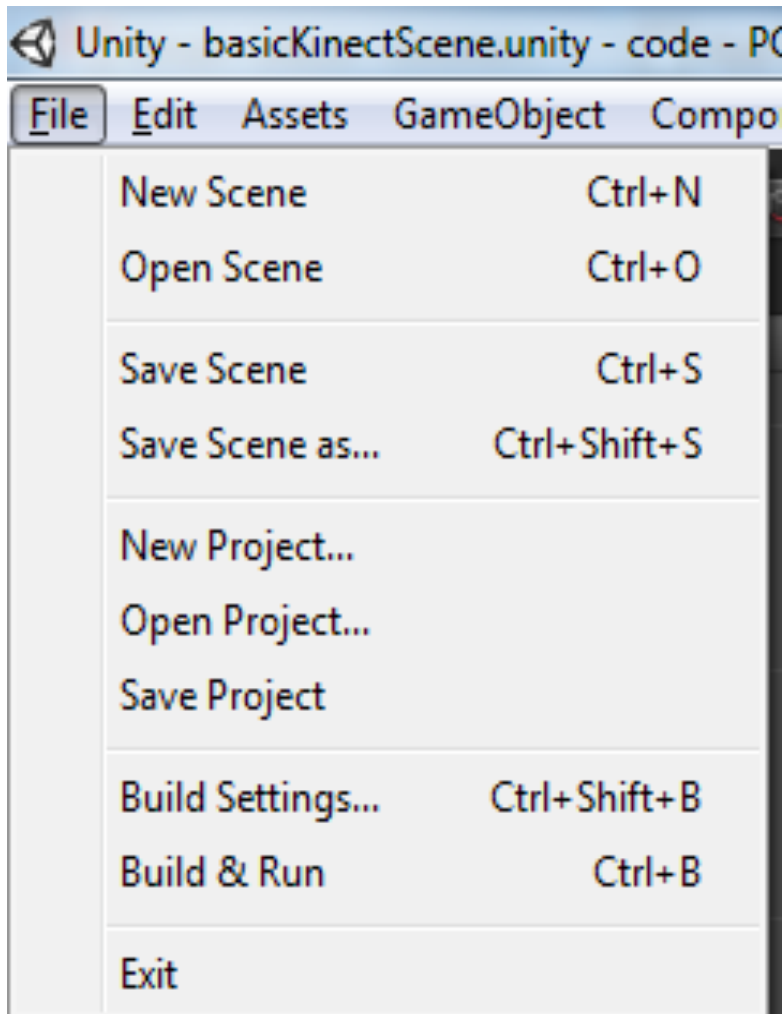 Unity - basicKinectScene.unity - code - PC
File Edit Assets GameObject Compo
New Scene Ctrl+N
Open Scene Ctrl+O
Save Scene Ctrl+S
Save Scene as... Ctrl+Shift+S
New Project...
Open Project...
Save Project
Build Settings... Ctrl+Shift+B
Build & Run Ctrl+B
Exit